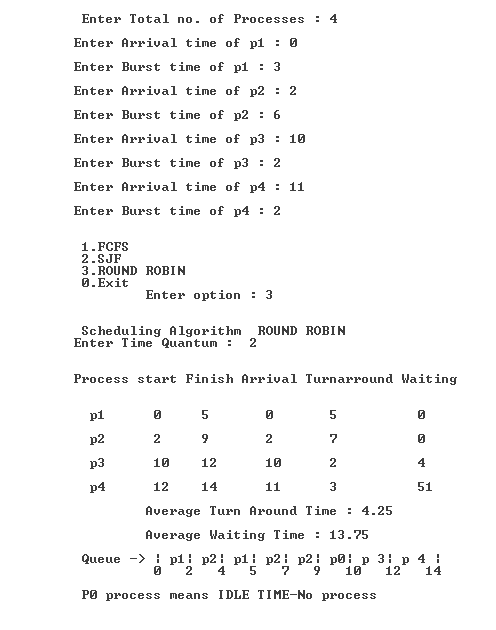 Enter Total no. of Processes : 4
Enter Arrival time of p1 : 0
Enter Burst time of p1 : 3
Enter Arrival time of p2 : 2
Enter Burst time of p2 : 6
Enter Arrival time of p3 : 10
Enter Burst time of p3 : 2
Enter Arrival time of p4 : 11
Enter Burst time of p4 : 2
1.FCFS
2.SJF
3.ROUND ROBIN
0.Exit
Enter option : 3
Scheduling Algorithm  ROUND ROBIN
Enter Time Quantum :  2
Process start Finish Arrival Turnarround Waiting
p1 0 5 0 5 0
p2 2 9 2 7 0
p3 10 12 10 2 4
p4 12 14 11 3 51
Average Turn Around Time : 4.25
Average Waiting Time : 13.75
Queue -> ¦ p1¦ p2¦ p1¦ p2¦ p2¦ p0¦ p 3¦ p 4 ¦
0 2 4 5 7 9 10 12 14
P0 process means IDLE TIME-No process